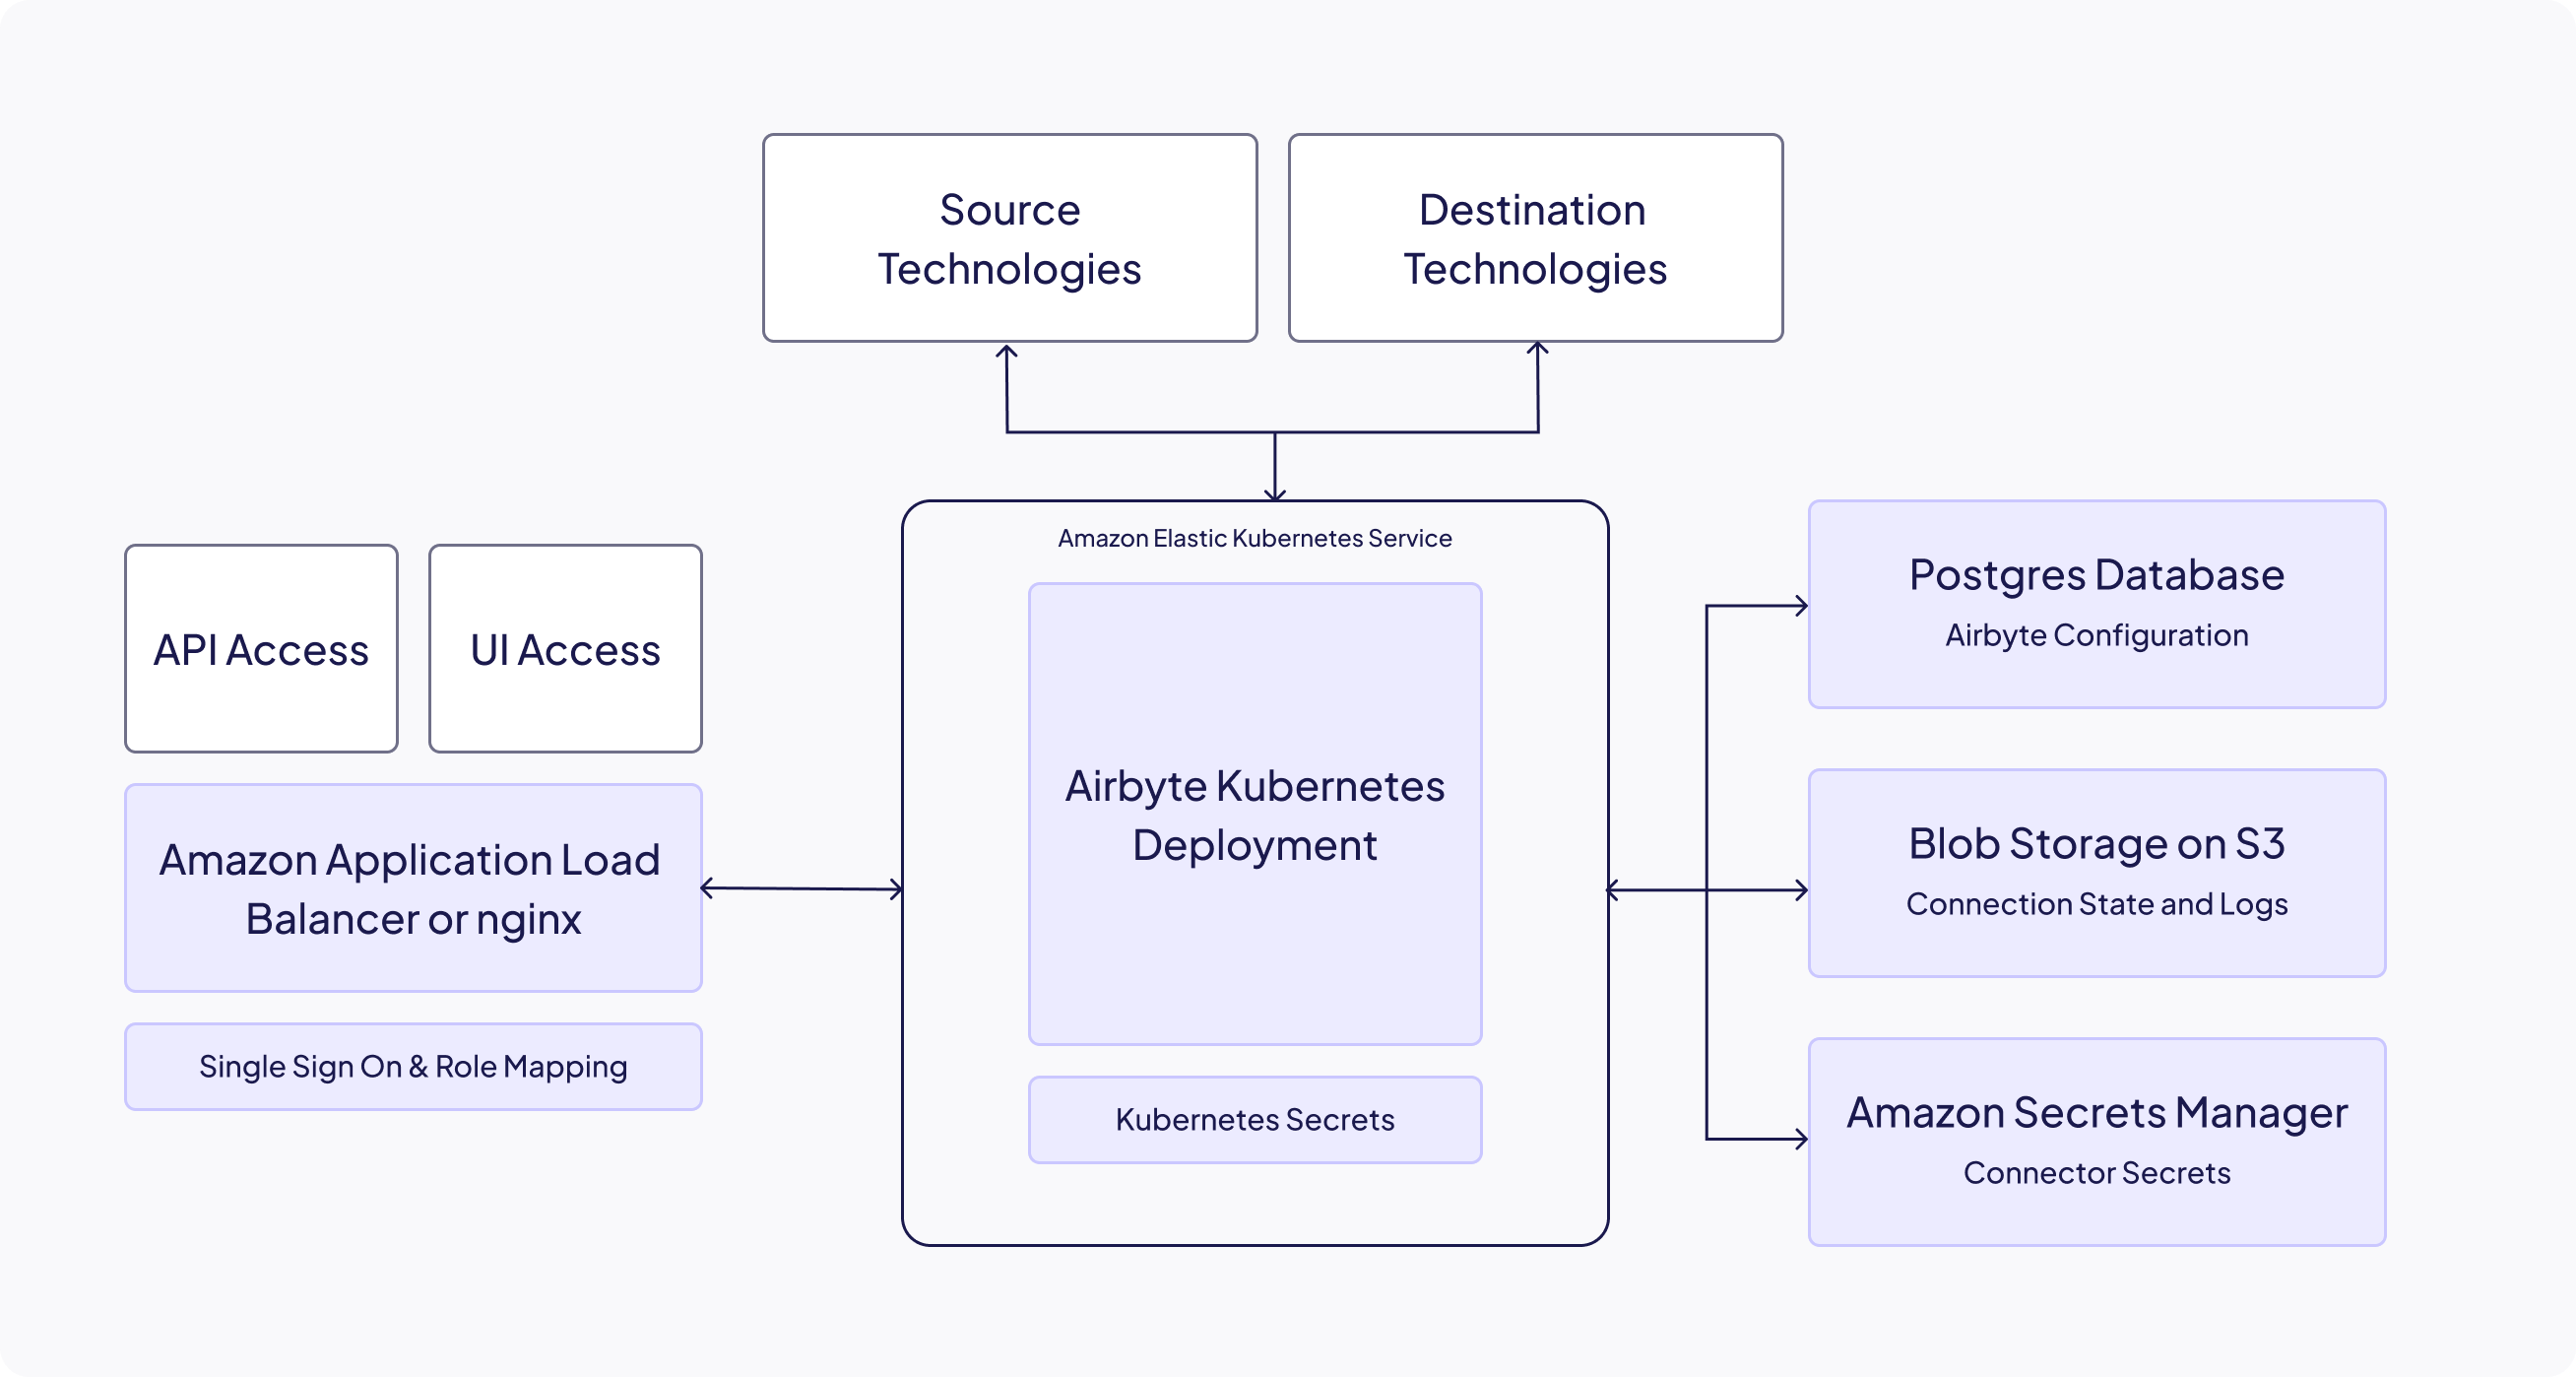 Source
Technologies
Destination
Technologies
API Access
UI Access
Amazon Application Load
Balancer or nginx
Single Sign On & Role Mapping
Amazon Elastic Kubernetes Service
Airbyte Kubernetes
Deployment
Kubernetes Secrets
Postgres Database
Airbyte Configuration
Blob Storage on S3
Connection State and Logs
Amazon Secrets Manager
Connector Secrets